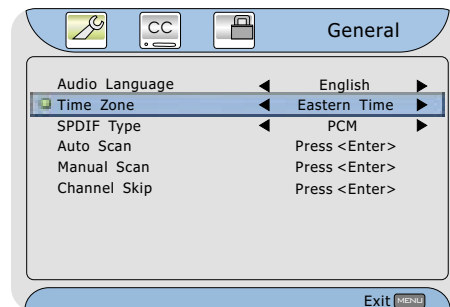 CC General
Audio Language English
Time Zone Eastern Time
SPDIF Type PCM
Auto Scan Press <Enter>
Manual Scan Press <Enter>
Channel Skip Press <Enter>
Exit MENU